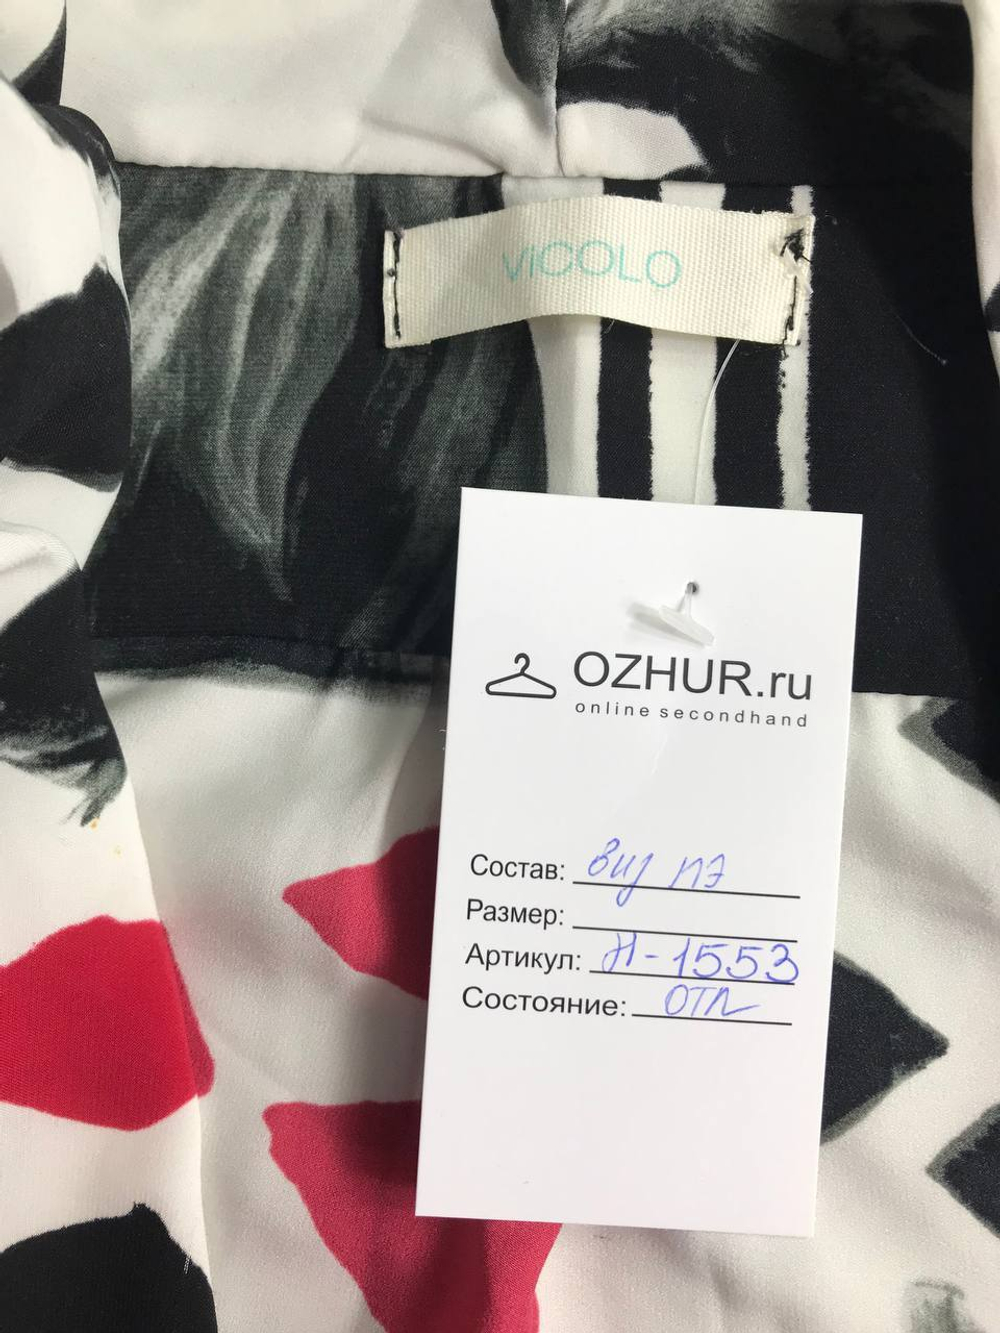 VICOLO
OZHUR.ru
online secondhand
Состав: виз пэ
Размер:
Артикул: Н-1553
Состояние: отл